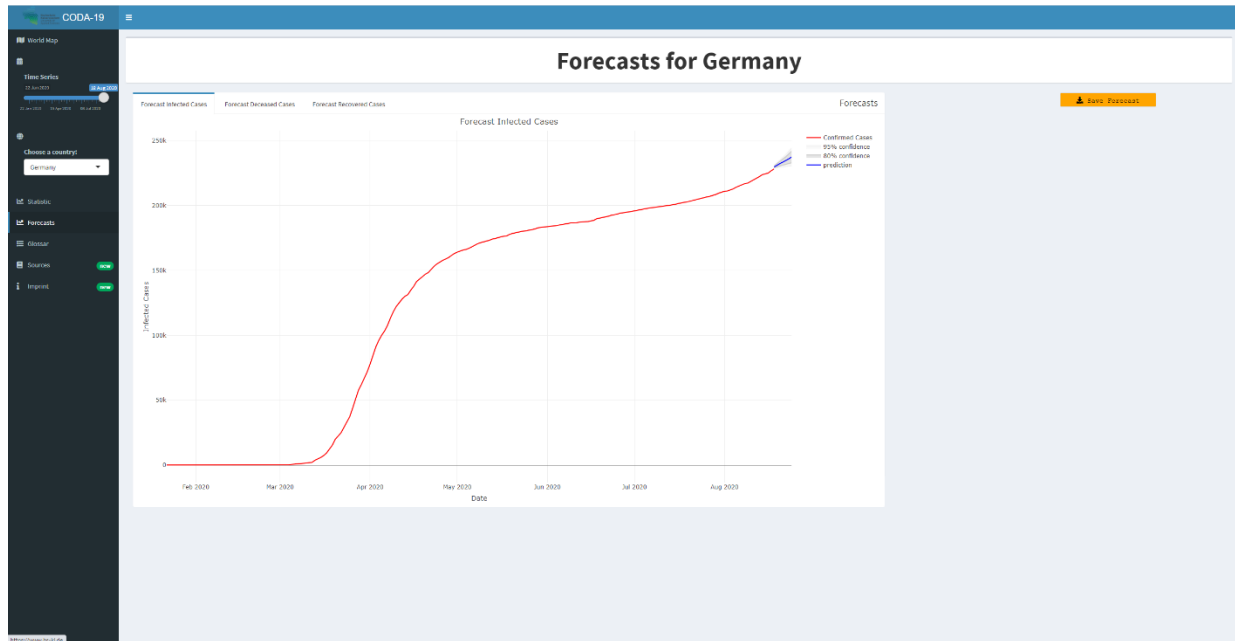 CODA-19
World Map
Time Series
22 Jan 2020
Choose a country:
Germany
Statistic
Forecasts
Glossar
Sources
new
Imprint
new
Forecasts for Germany
Forecast Infected Cases
Forecast Deceased Cases
Forecast Recovered Cases
Forecasts
Save Forecast
Forecast Infected Cases
Confirmed Cases
95% confidence
80% confidence
prediction
250k
200k
150k
100k
50k
0
Infected Cases
Feb 2020
Mar 2020
Apr 2020
May 2020
Jun 2020
Jul 2020
Aug 2020
Date